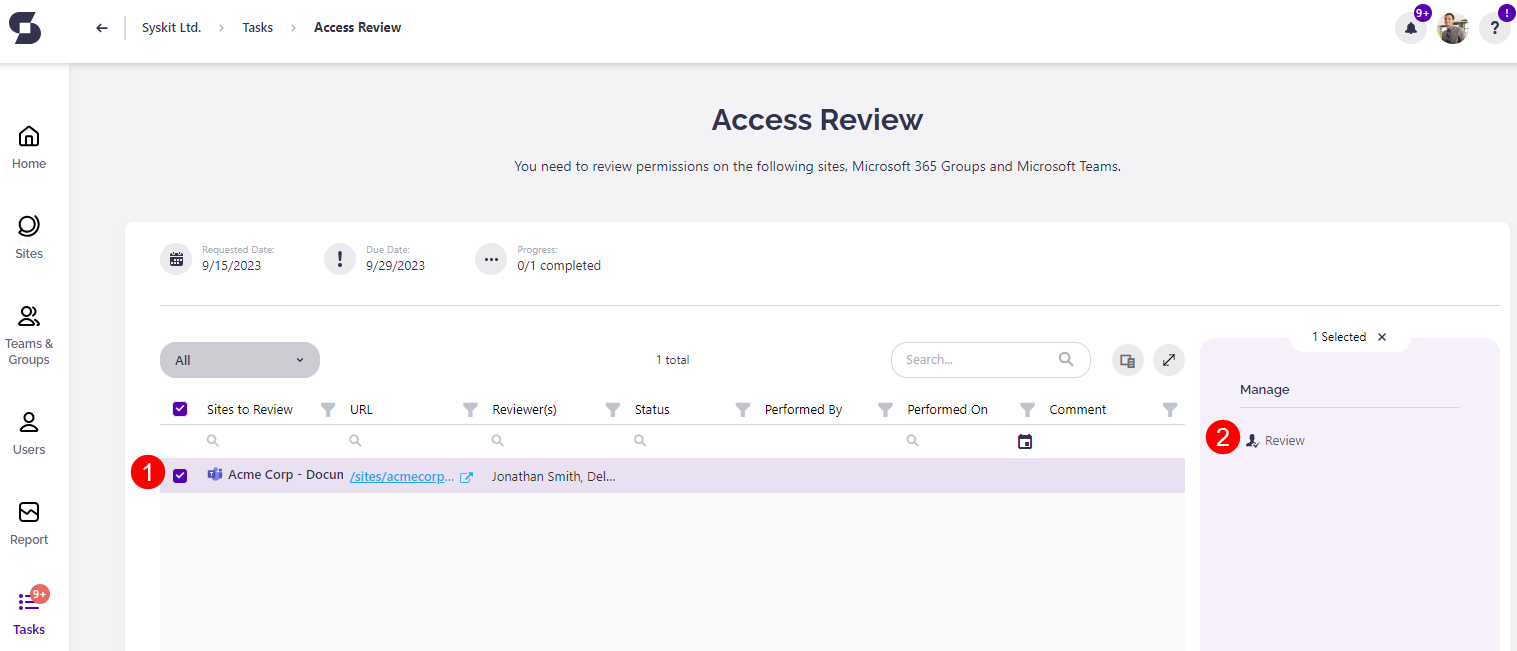 Syskit Ltd. > Tasks > Access Review
9+
!
?
Access Review
You need to review permissions on the following sites, Microsoft 365 Groups and Microsoft Teams.
Home
Sites
Teams &
Groups
Users
Report
9+
Tasks
Requested Date:
9/15/2023
Due Date:
9/29/2023
Progress:
0/1 completed
All
1 total
Search...
1 Selected
Sites to Review URL Reviewer(s) Status Performed By Performed On Comment
1 Acme Corp - Docun /sites/acmecorp... Jonathan Smith, Del...
Manage
2 Review